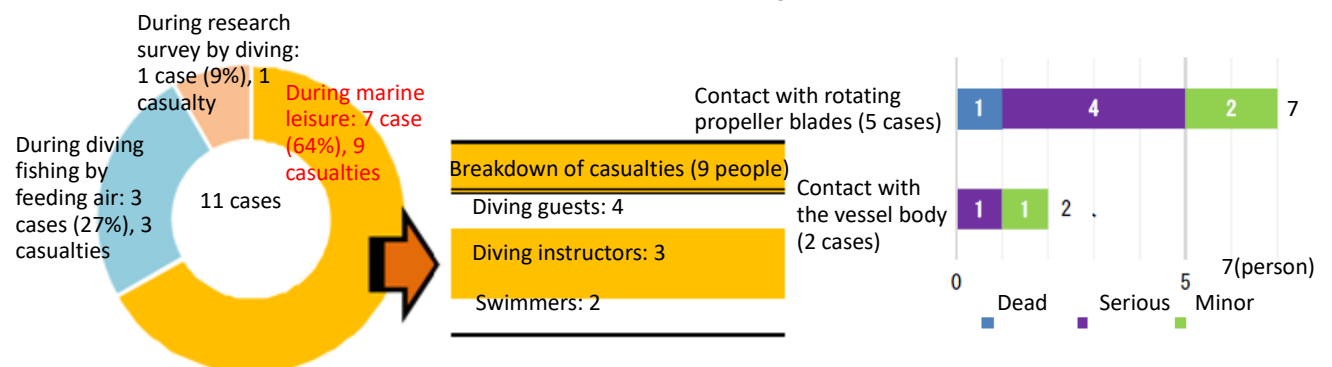 During research
survey by diving:
1 case (9%), 1
casualty
During marine
leisure: 7 case
(64%), 9
casualties
During diving
fishing by
feeding air: 3
cases (27%), 3
casualties
11 cases
Breakdown of casualties (9 people)
Diving guests: 4
Diving instructors: 3
Swimmers: 2
Contact with rotating
propeller blades (5 cases)
1 4 2 7
Contact with
the vessel body
(2 cases)
1 1 2 .
0 5 7(person)
Dead Serious Minor